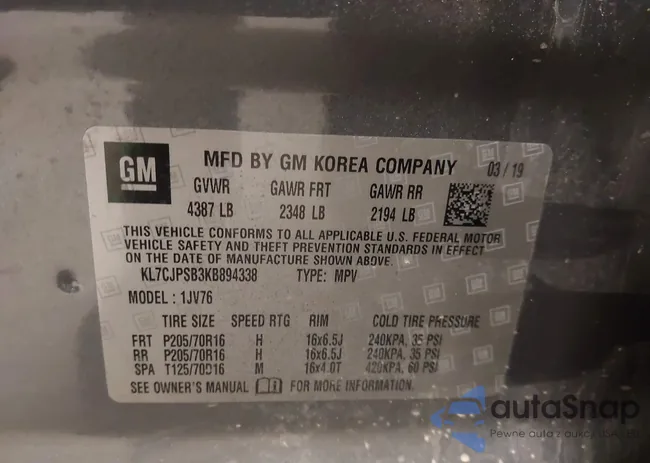 GM MFD BY GM KOREA COMPANY 03/19
GVWR GAWR FRT GAWR RR
4387 LB 2348 LB 2194 LB
THIS VEHICLE CONFORMS TO ALL APPLICABLE U.S. FEDERAL MOTOR
VEHICLE SAFETY AND THEFT PREVENTION STANDARDS IN EFFECT
ON THE DATE OF MANUFACTURE SHOWN ABOVE.
KL7CJPSB3KB894338 TYPE: MPV
MODEL: 1JV76
TIRE SIZE SPEED RTG RIM COLD TIRE PRESSURE
FRT P205/70R16 H 16x6.5J 240KPA, 35 PSI
RR P205/70R16 H 16x6.5J 240KPA, 35 PSI
SPA T125/70D16 M 16x4.0T 420KPA, 60 PSI
SEE OWNER'S MANUAL FOR MORE INFORMATION.
autaSnap
Pewne auta z aukcji